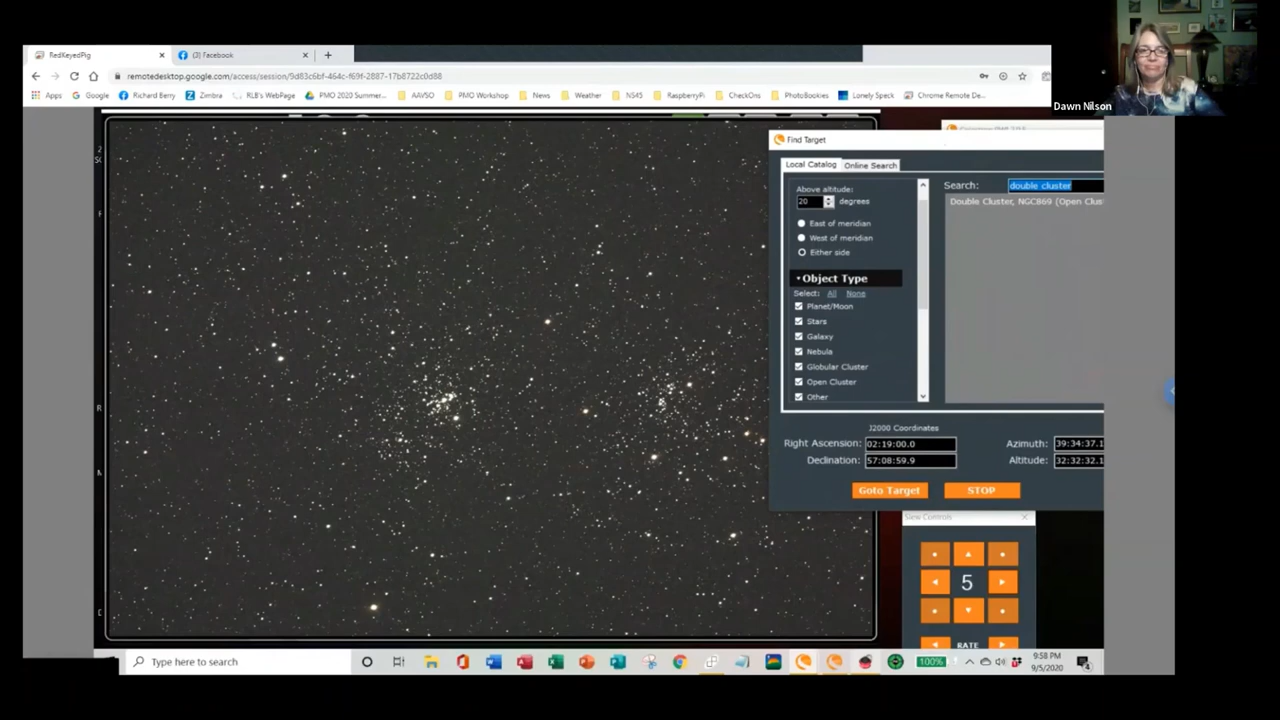 RedKeyedPig
(3) Facebook
remotedesktop.google.com/access/session/9d83c6bf-464c-f69f-2887-17b8722c0d88
Apps Google Richard Berry Zimbra RLB'S WebPage PMO 2020 Summer... AAVSO PMO Workshop News Weather NS45 RaspberryPi CheckOns PhotoBookies Lonely Speck Chrome Remote De...
Dawn Nilson
Find Target
Local Catalog Online Search
Above altitude:
20 degrees
East of meridian
West of meridian
Either side
Object Type
Select: All None
Planet/Moon
Stars
Galaxy
Nebula
Globular Cluster
Open Cluster
Other
Search: double cluster
Double Cluster, NGC869 (Open Clus
J2000 Coordinates
Right Ascension: 02:19:00.0
Declination: 57:08:59.9
Azimuth: 39:34:37.1
Altitude: 32:32:32.1
Goto Target STOP
Slew Controls
5
RATE
Type here to search
100%
9:58 PM
9/5/2020
4